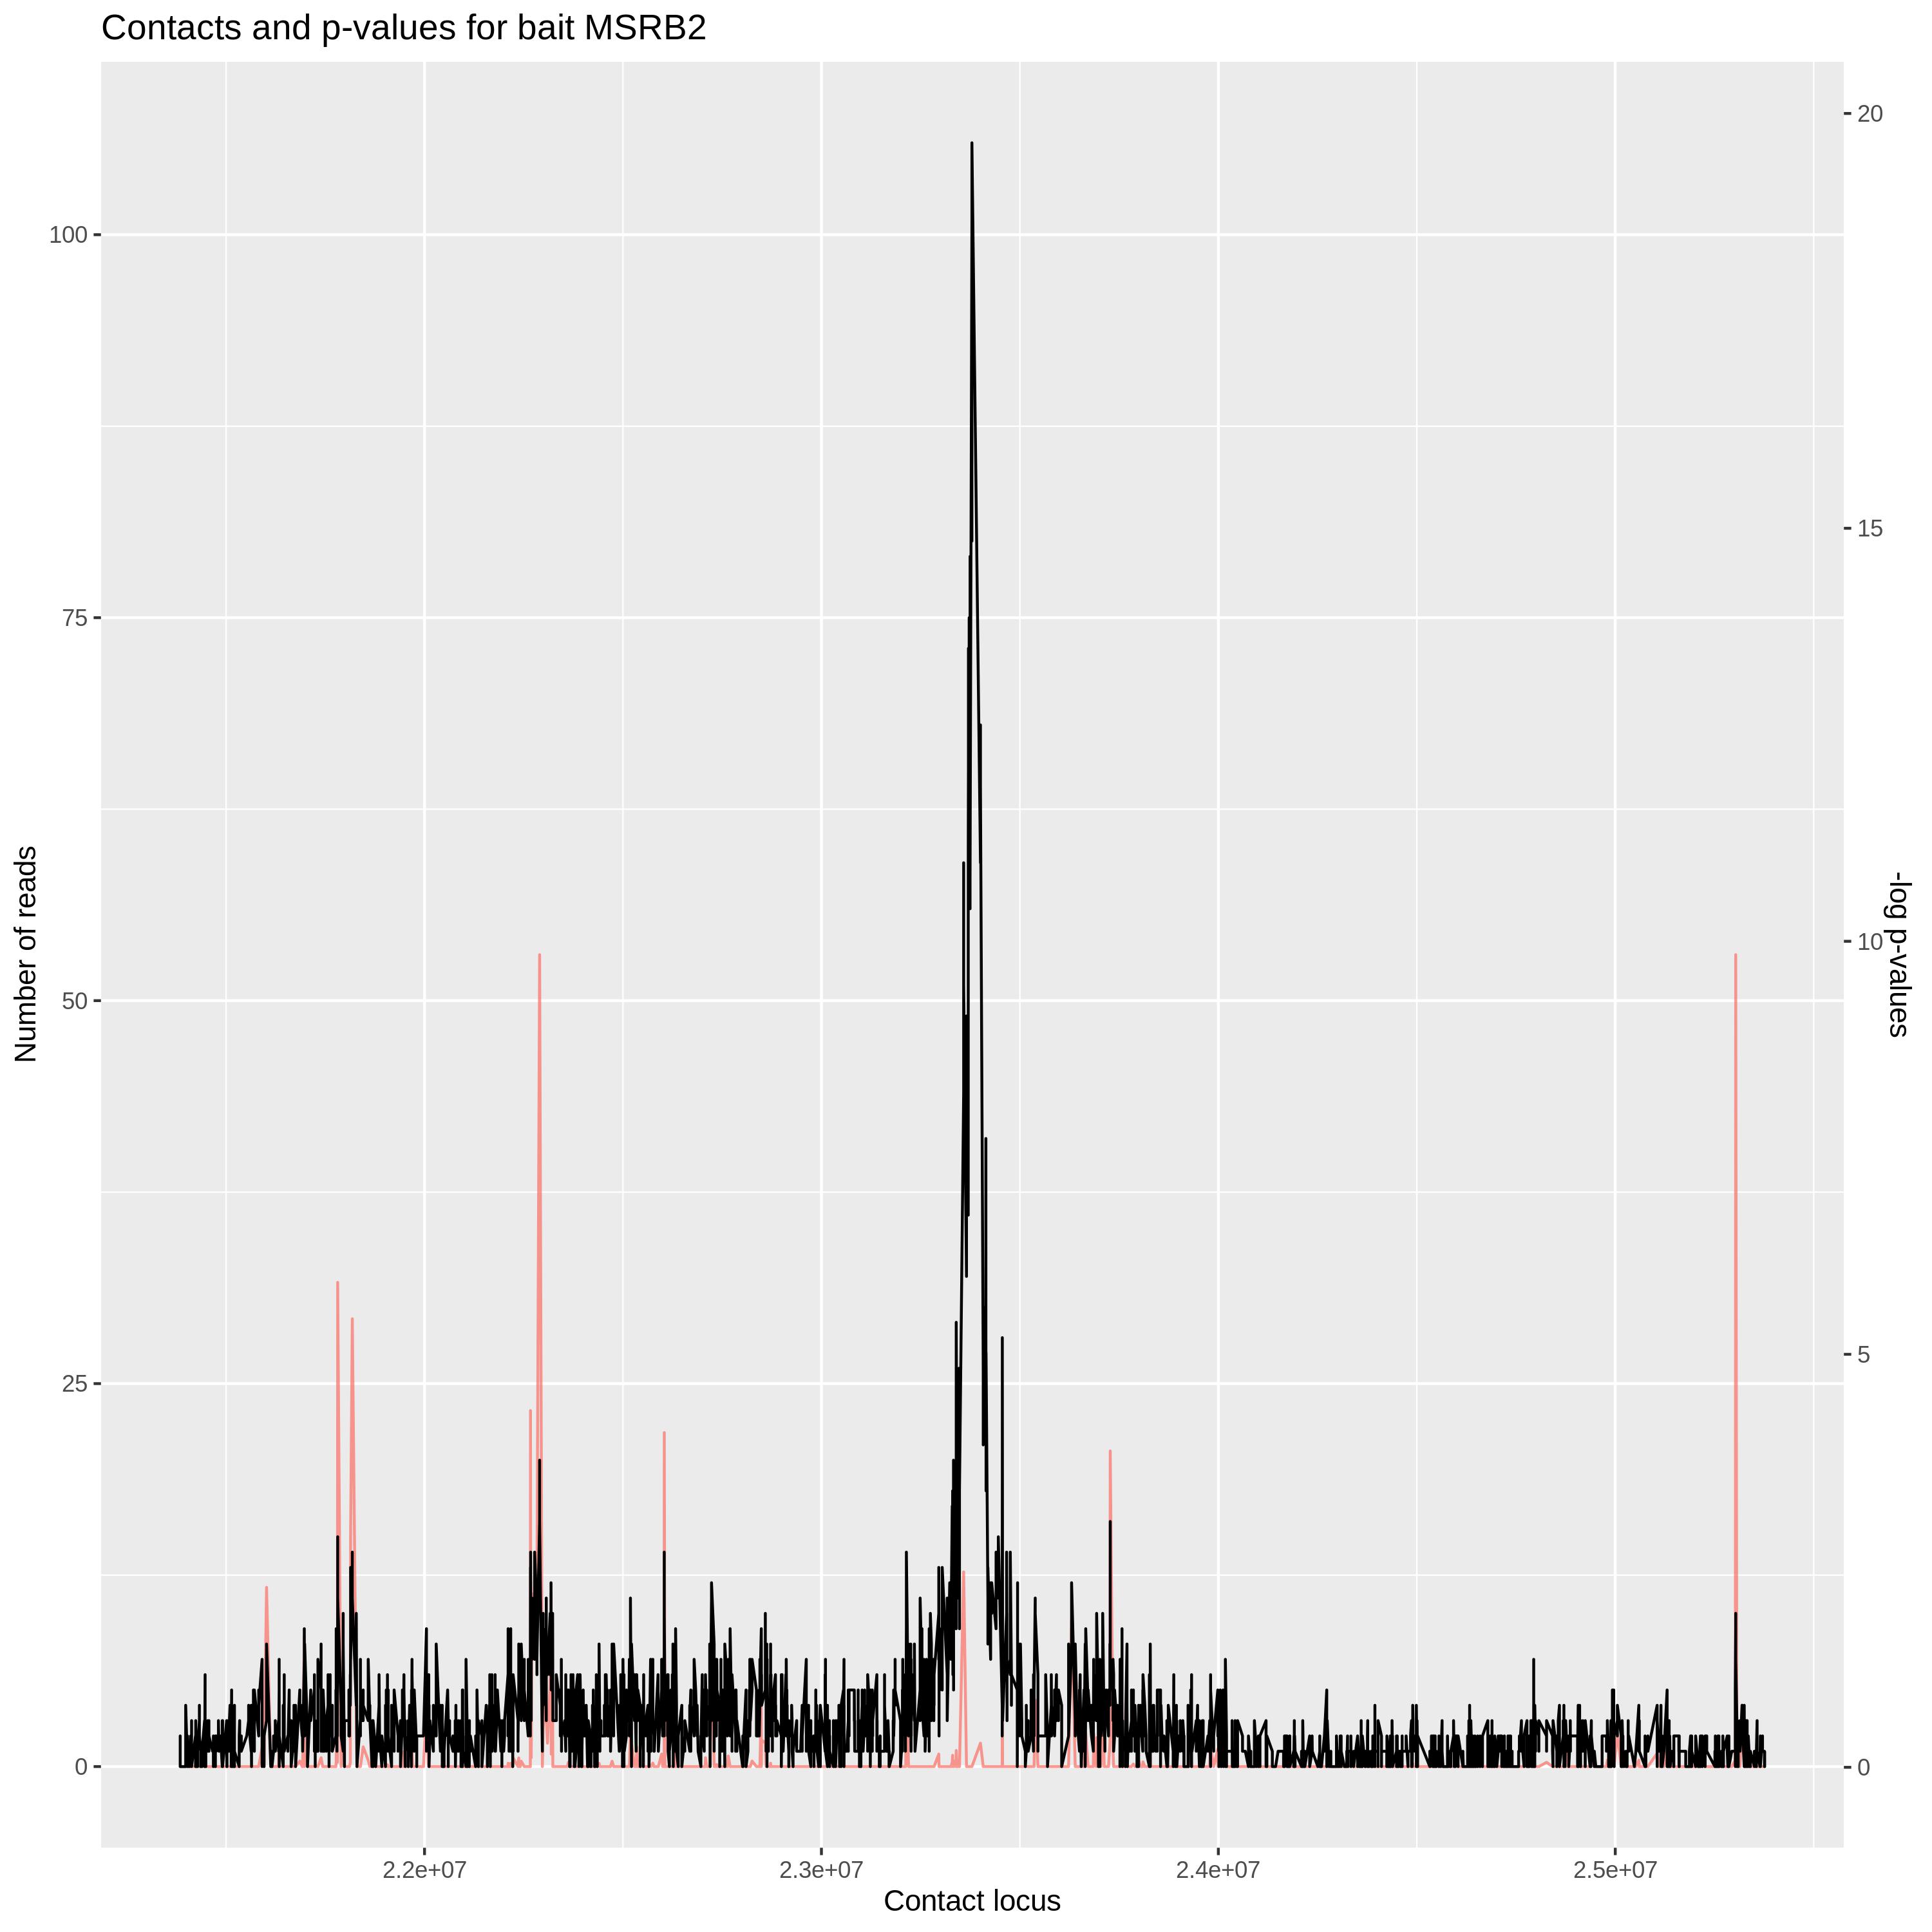 Contacts and p-values for bait MSRB2
Number of reads
100
75
50
25
0
20
15
10
5
0
-log p-values
2.2e+07 2.3e+07 2.4e+07 2.5e+07
Contact locus